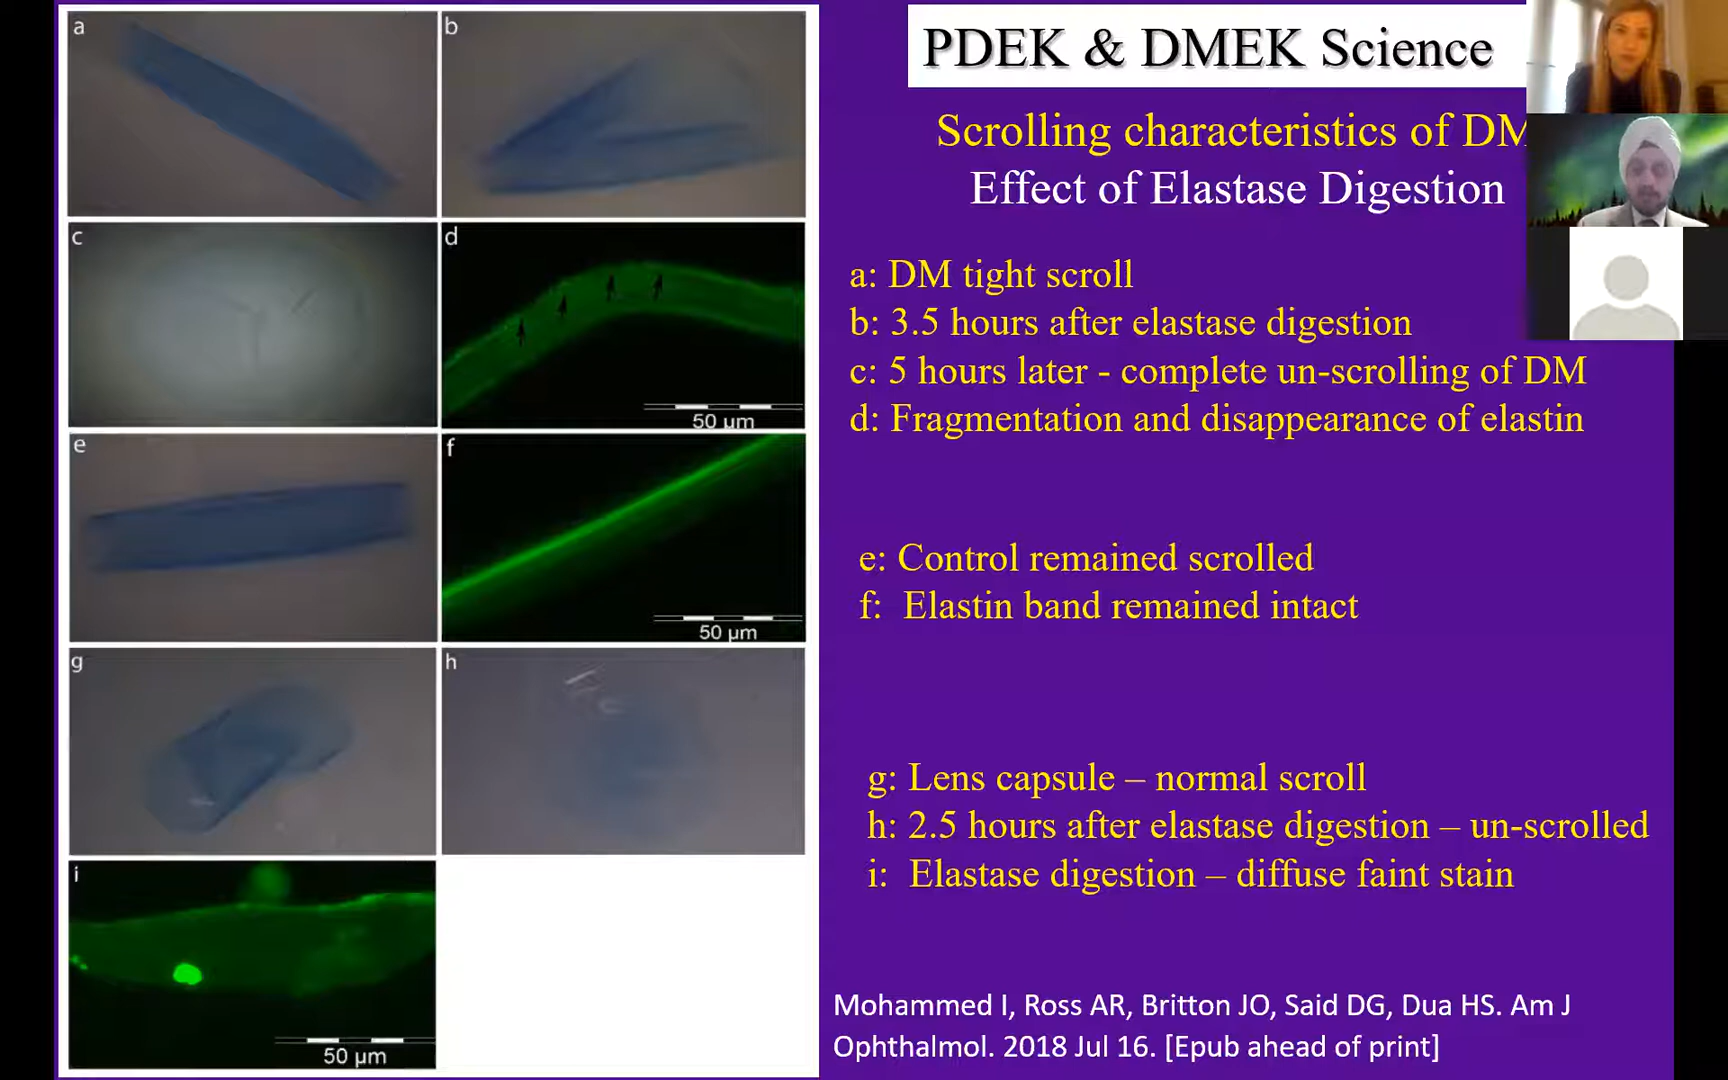 a
b
c
d
50 µm
e
f
50 µm
g
h
i
50 µm
PDEK & DMEK Science
Scrolling characteristics of DM
Effect of Elastase Digestion
a: DM tight scroll
b: 3.5 hours after elastase digestion
c: 5 hours later - complete un-scrolling of DM
d: Fragmentation and disappearance of elastin
e: Control remained scrolled
f: Elastin band remained intact
g: Lens capsule – normal scroll
h: 2.5 hours after elastase digestion – un-scrolled
i: Elastase digestion – diffuse faint stain
Mohammed I, Ross AR, Britton JO, Said DG, Dua HS. Am J
Ophthalmol. 2018 Jul 16. [Epub ahead of print]